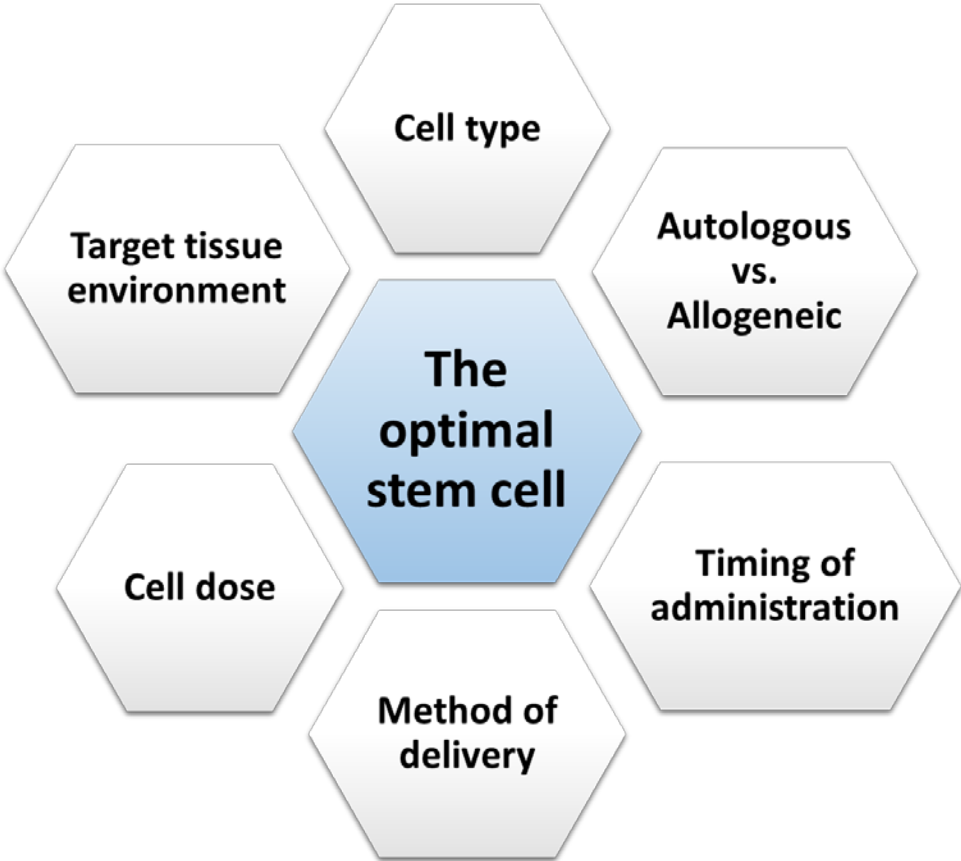 Cell type
Target tissue
environment
Autologous
vs.
Allogeneic
The
optimal
stem cell
Cell dose
Timing of
administration
Method of
delivery